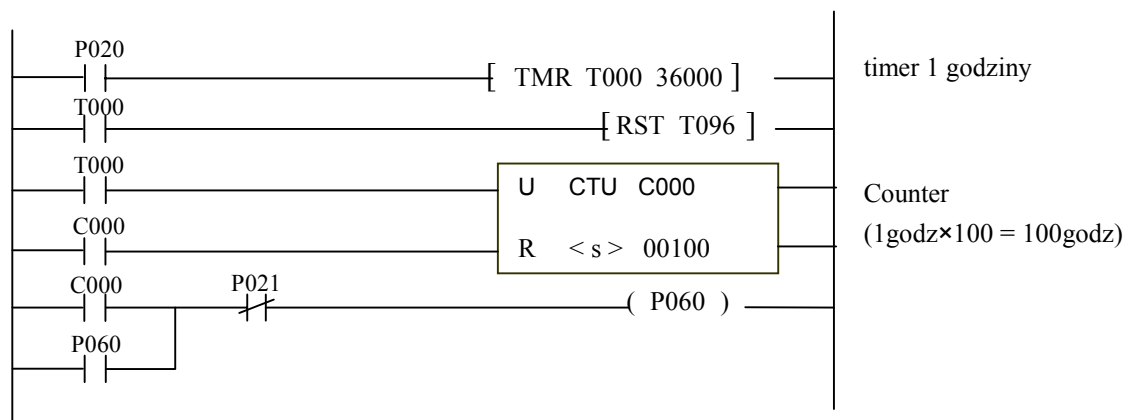 P020
[ TMR T000 36000 ] timer 1 godziny
T000
[ RST T096 ]
T000
U CTU C000 Counter
C000
R < s > 00100 (1godz×100 = 100godz)
C000 P021
( P060 )
P060